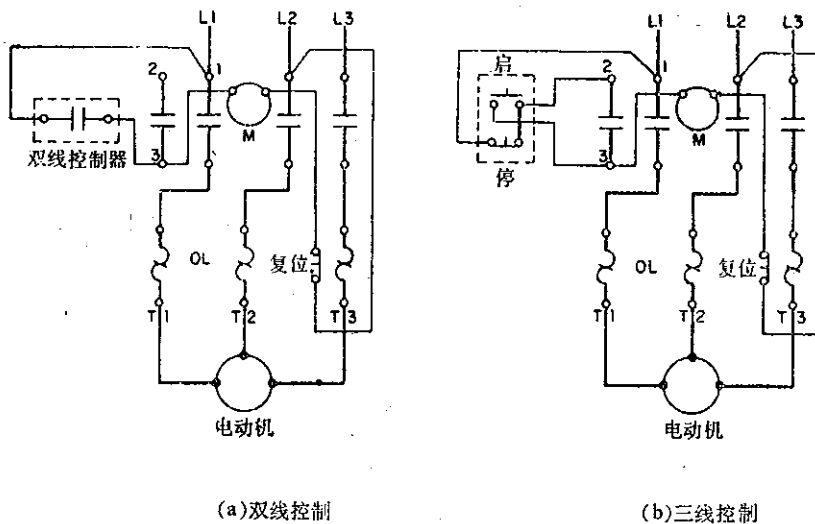 L1 L2 L3
2 1
M
3
双线控制器
OL
复位
T1 T2 T3
电动机
(a)双线控制
L1 L2 L3
启
2 1
M
3
停
OL
复位
T1 T2 T3
电动机
(b)三线控制